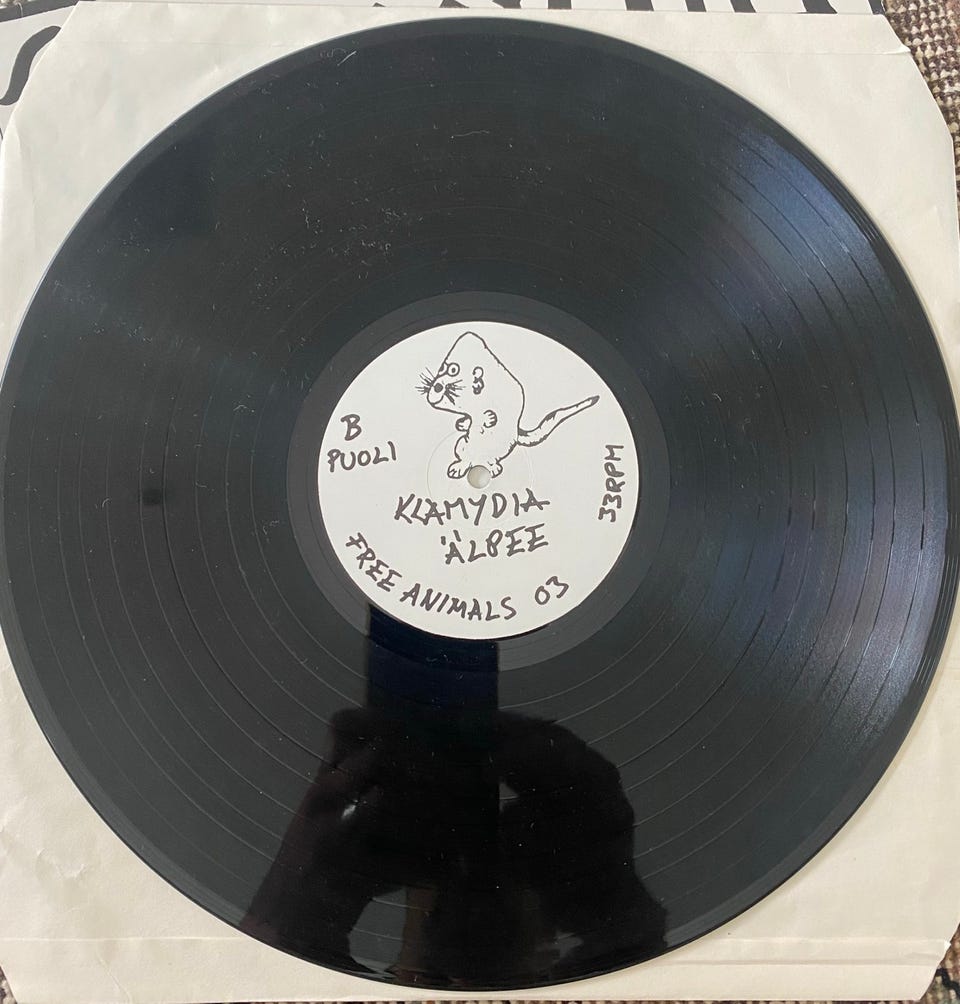 B
PUOLI
KLAMYDIA
ÄLPEE
FREE ANIMALS 03
33RPM